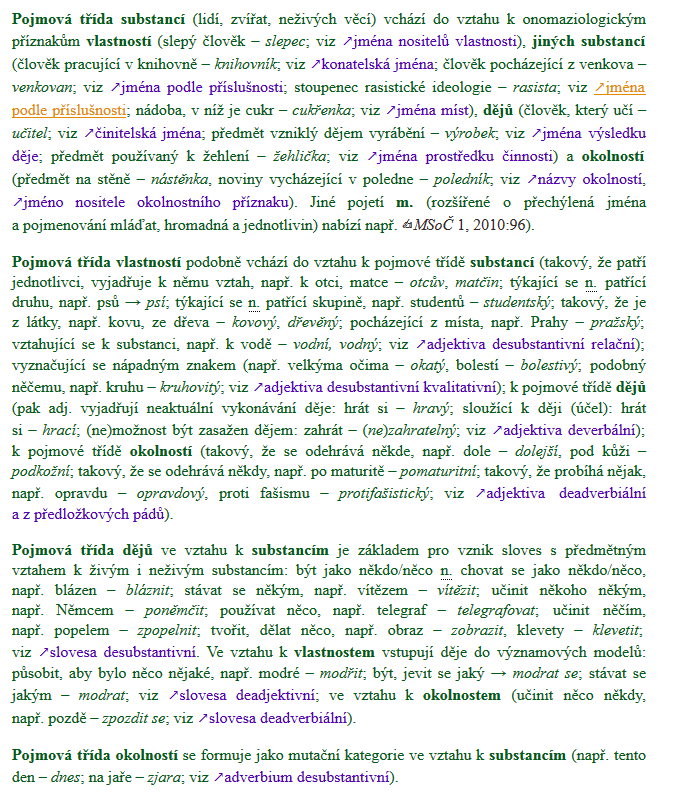 Pojmová třída substancí (lidí, zvířat, neživých věcí) vchází do vztahu k onomaziologickým
příznakům vlastností (slepý člověk – slepec; viz ↗jména nositelů vlastnosti), jiných substancí
(člověk pracující v knihovně – knihovník; viz ↗konatelská jména; člověk pocházející z venkova –
venkovan; viz ↗jména podle příslušnosti; stoupenec rasistické ideologie – rasista; viz ↗jména
podle příslušnosti; nádoba, v níž je cukr – cukřenka; viz ↗jména míst), dějů (člověk, který učí –
učitel; viz ↗činitelská jména; předmět vzniklý dějem vyrábění – výrobek; viz ↗jména výsledku
děje; předmět používaný k žehlení – žehlička; viz ↗jména prostředku činnosti) a okolností
(předmět na stěně – nástěnka, noviny vycházející v poledne – poledník; viz ↗názvy okolností,
↗jméno nositele okolnostního příznaku). Jiné pojetí m. (rozšířené o přechýlená jména
a pojmenování mláďat, hromadná a jednotlivin) nabízí např. ✍MSoČ 1, 2010:96).
Pojmová třída vlastností podobně vchází do vztahu k pojmové třídě substancí (takový, že patří
jednotlivci, vyjadřuje k němu vztah, např. k otci, matce – otcův, matčin; týkající se n. patřící
druhu, např. psů → psí; týkající se n. patřící skupině, např. studentů – studentský; takový, že je
z látky, např. kovu, ze dřeva – kovový, dřevěný; pocházející z místa, např. Prahy – pražský;
vztahující se k substanci, např. k vodě – vodní, vodný; viz ↗adjektiva desubstantivní relační);
vyznačující se nápadným znakem (např. velkýma očima – okatý, bolestí – bolestivý; podobný
něčemu, např. kruhu – kruhovitý; viz ↗adjektiva desubstantivní kvalitativní); k pojmové třídě dějů
(pak adj. vyjadřují neaktuální vykonávání děje: hrát si – hravý; sloužící k ději (účel): hrát
si – hrací; (ne)možnost být zasažen dějem: zahrát – (ne)zahratelný; viz ↗adjektiva deverbální);
k pojmové třídě okolností (takový, že se odehrává někde, např. dole – dolejší, pod kůži –
podkožní; takový, že se odehrává někdy, např. po maturitě – pomaturitní; takový, že probíhá nějak,
např. opravdu – opravdový, proti fašismu – protifašistický; viz ↗adjektiva deadverbiální
a z předložkových pádů).
Pojmová třída dějů ve vztahu k substancím je základem pro vznik sloves s předmětným
vztahem k živým i neživým substancím: být jako někdo/něco n. chovat se jako někdo/něco,
např. blázen – bláznit; stávat se někým, např. vítězem – vítězit; učinit někoho někým,
např. Němcem – poněmčit; používat něco, např. telegraf – telegrafovat; učinit něčím,
např. popelem – zpopelnit; tvořit, dělat něco, např. obraz – zobrazit, klevety – klevetit;
viz ↗slovesa desubstantivní. Ve vztahu k vlastnostem vstupují děje do významových modelů:
působit, aby bylo něco nějaké, např. modré – modřit; být, jevit se jaký → modrat se; stávat se
jakým – modrat; viz ↗slovesa deadjektivní; ve vztahu k okolnostem (učinit něco někdy,
např. pozdě – zpozdit se; viz ↗slovesa deadverbiální).
Pojmová třída okolností se formuje jako mutační kategorie ve vztahu k substancím (např. tento
den – dnes; na jaře – zjara; viz ↗adverbium desubstantivní).